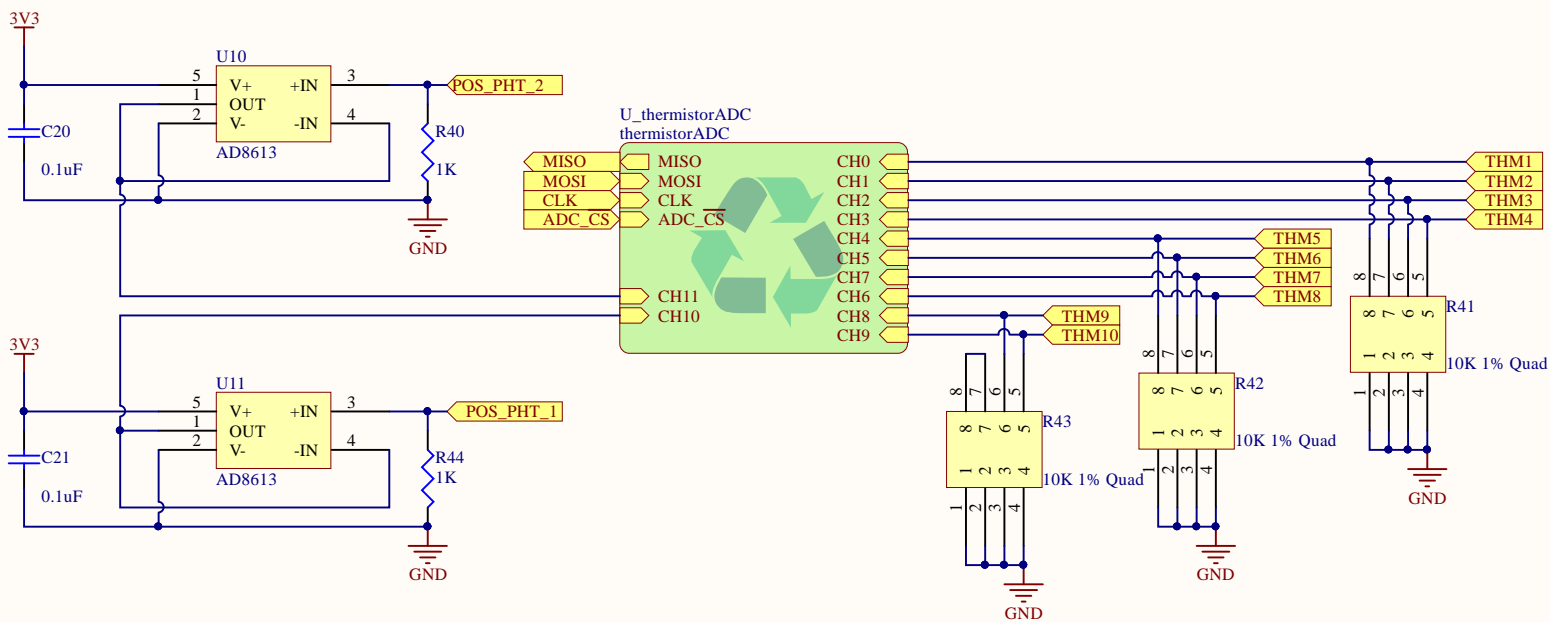 3V3
U10
5 V+ +IN 3
1 OUT
2 V- -IN 4
AD8613
C20
0.1uF
POS_PHT_2
R40
1K
GND
U_thermistorADC
thermistorADC
MISO MISO CH0 THM1
MOSI MOSI CH1 THM2
CLK CLK CH2 THM3
ADC_CS ADC_CS CH3 THM4
CH4 THM5
CH5 THM6
CH7 THM7
CH11 CH6 THM8
CH10 CH8 THM9
CH9 THM10
8 7 6 5
8 7 6 5
1 2 3 4
1 2 3 4
R41
10K 1% Quad
GND
8 7 6 5
8 7 6 5
1 2 3 4
1 2 3 4
R42
10K 1% Quad
GND
8 7 6 5
8 7 6 5
1 2 3 4
1 2 3 4
R43
10K 1% Quad
GND
3V3
U11
5 V+ +IN 3
1 OUT
2 V- -IN 4
AD8613
C21
0.1uF
POS_PHT_1
R44
1K
GND